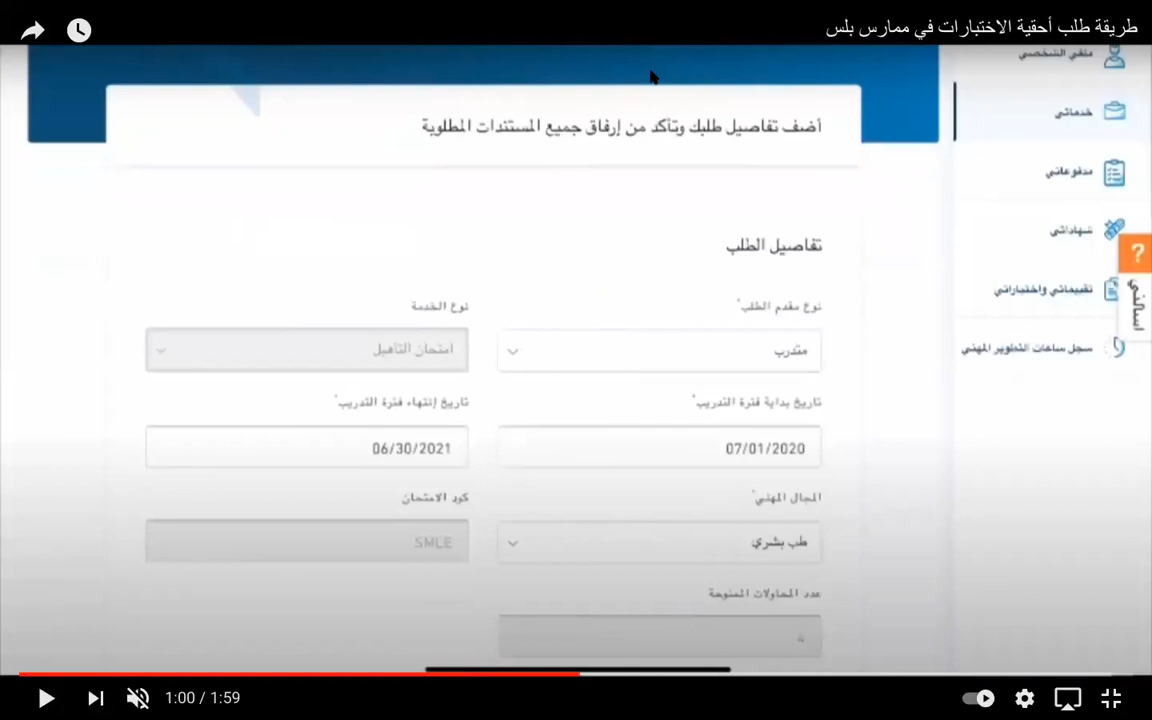 طريقة طلب أحقية الاختبارات في ممارس بلس
ملفي الشخصي
خدماتي
مدفوعاتي
شهاداتي
تقييماتي واختباراتي
سجل ساعات التطوير المهني
?
اسألني
أضف تفاصيل طلبك وتأكد من إرفاق جميع المستندات المطلوبة
تفاصيل الطلب
نوع مقدم الطلب* نوع الخدمة
متدرب امتحان التأهيل
تاريخ بداية فترة التدريب* تاريخ إنتهاء فترة التدريب*
07/01/2020 06/30/2021
المجال المهني* كود الامتحان
طب بشري SMLE
عدد المحاولات الممنوحة
1:00 / 1:59